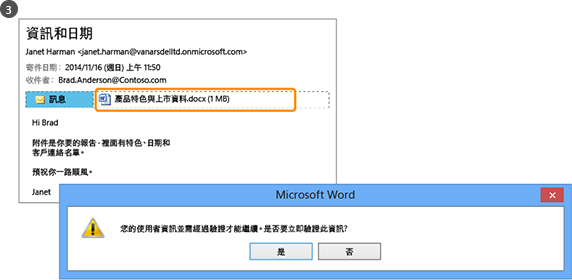 3
資訊和日期
Janet Harman <janet.harman@vanarsdelltd.onmicrosoft.com>
寄件日期: 2014/11/16 (週日) 上午 11:50
收件者: Brad.Anderson@Contoso.com
訊息 產品特色與上市資料.docx (1 MB)
Hi Brad
附件是你要的報告，裡面有特色、日期和
客戶連絡名單。
預祝你一路順風。
Janet
Microsoft Word
您的使用者資訊並需經過驗證才能繼續。是否要立即驗證此資訊?
是 否